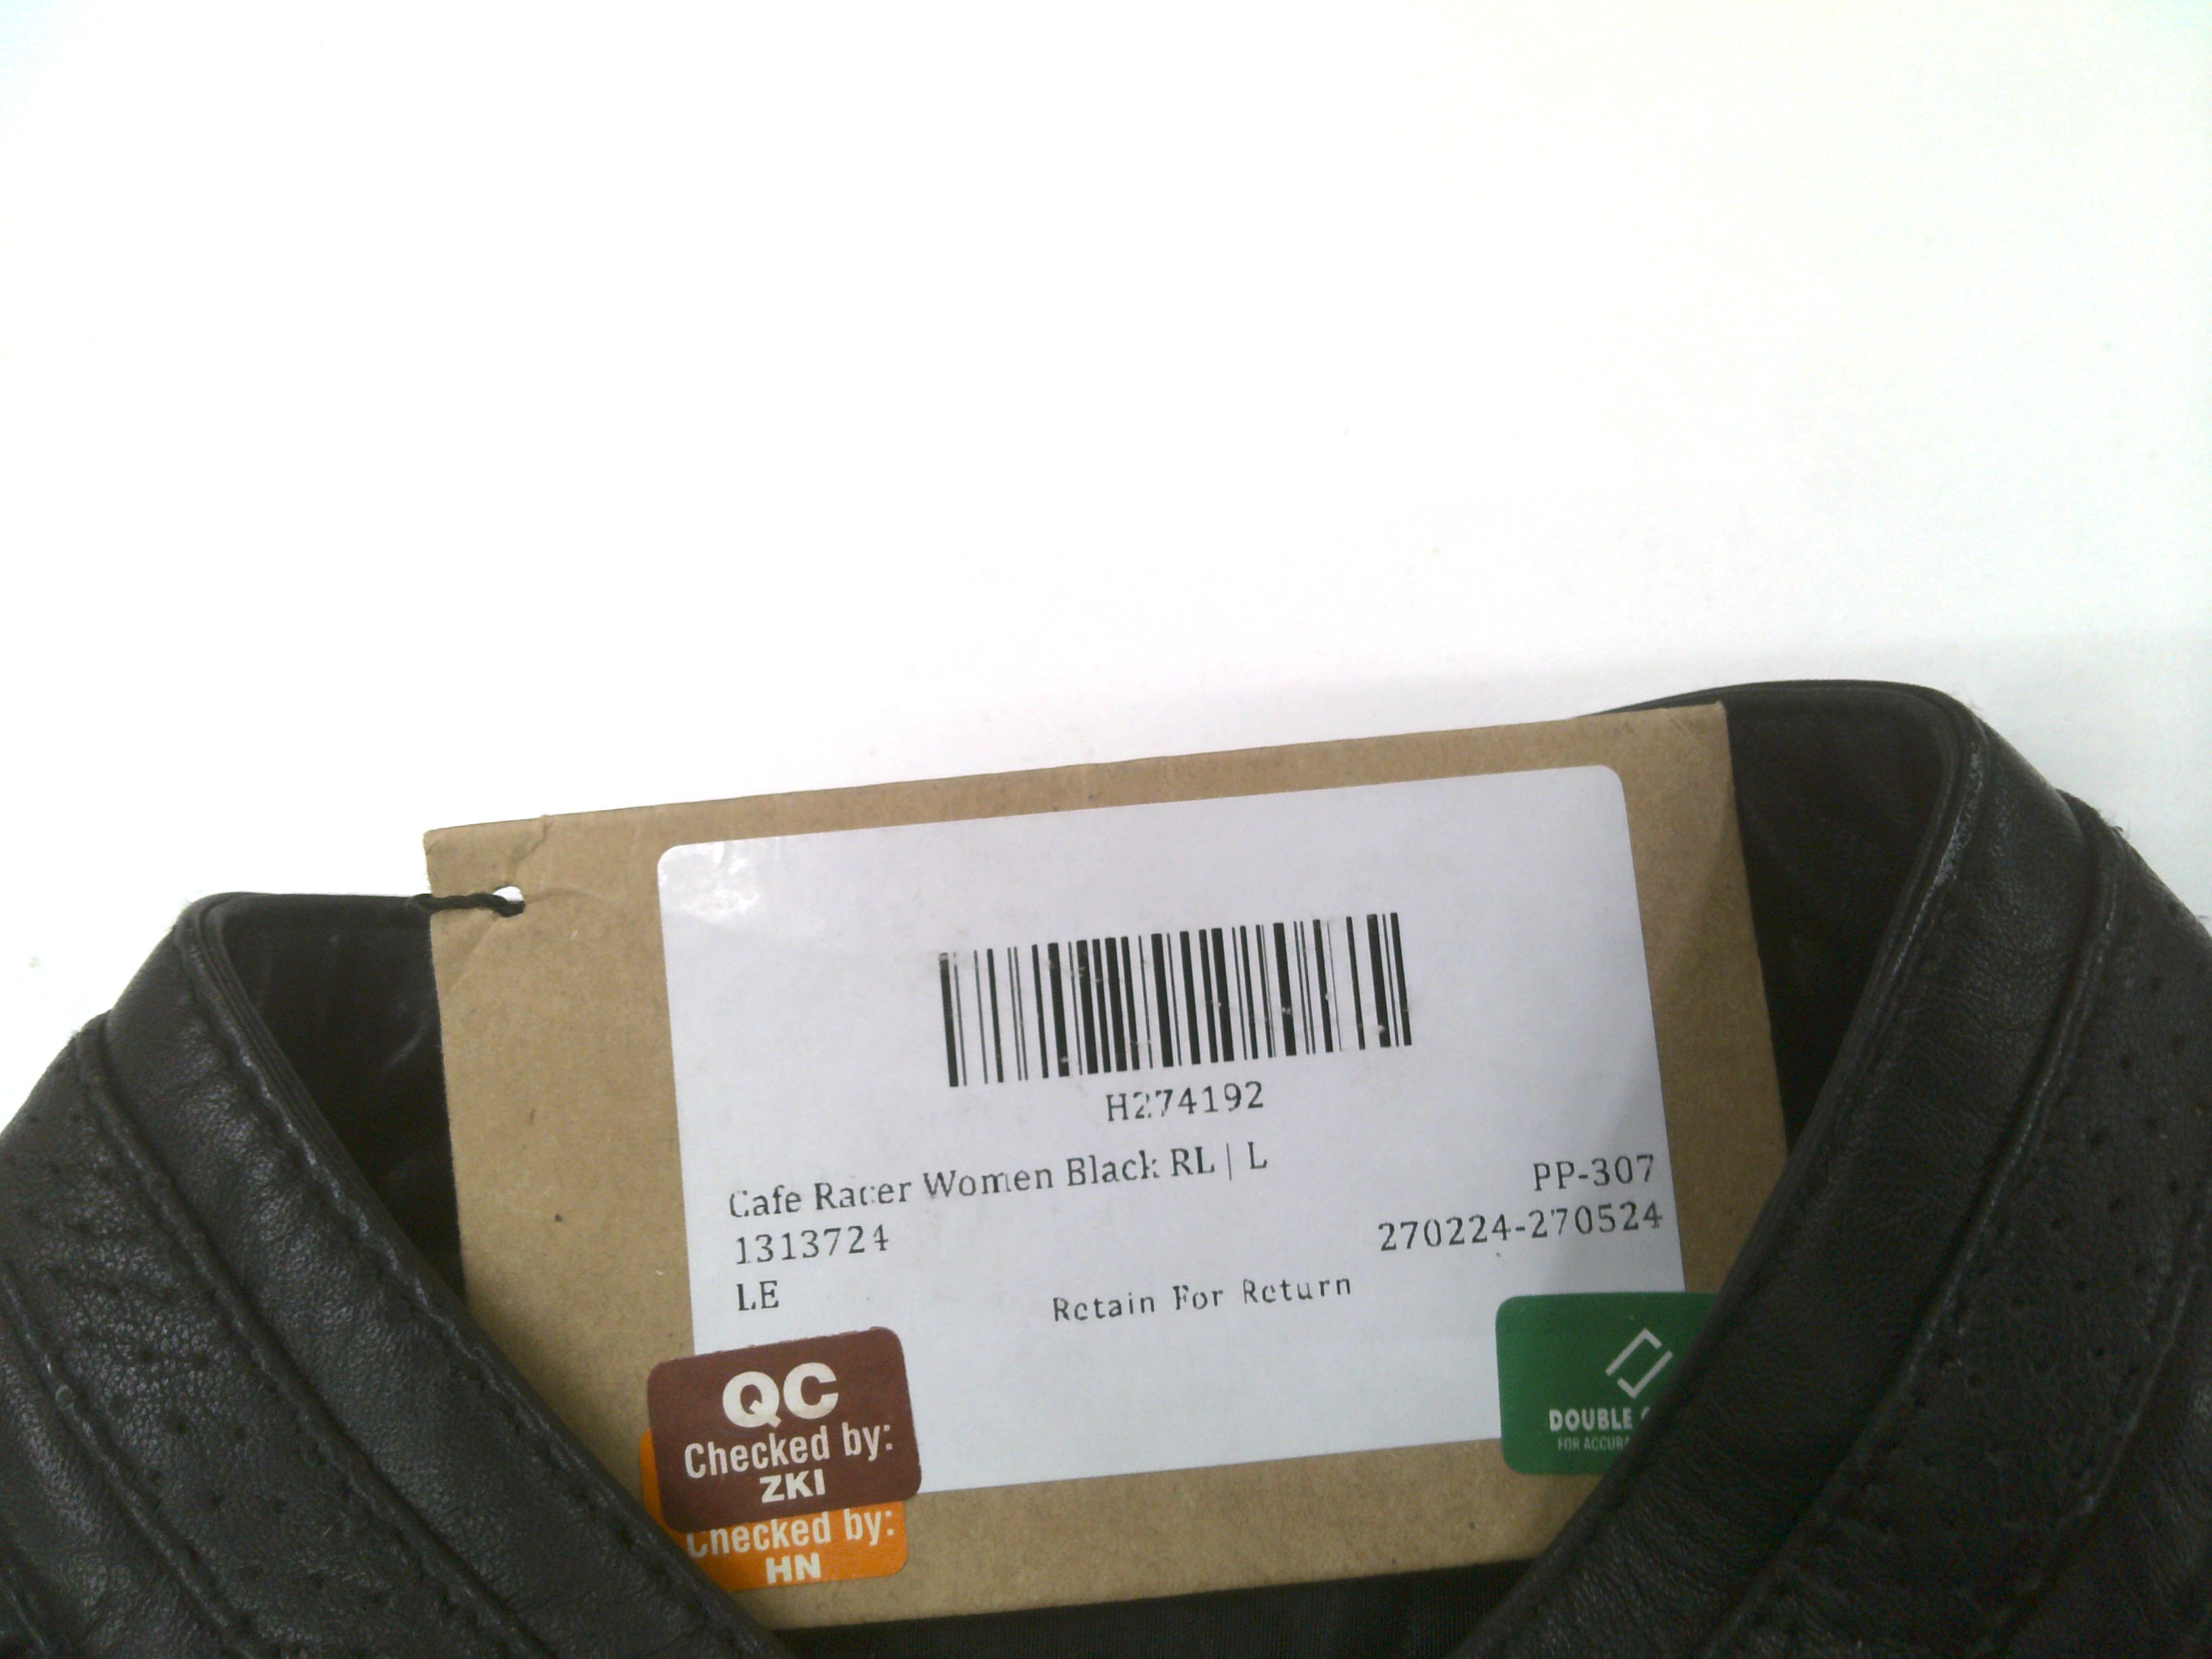 H274192
Cafe Racer Women Black RL | L
PP-307
1313724
270224-270524
LE
Retain For Return
QC
Checked by:
ZKI
Checked by:
HN
DOUBLE
FOR